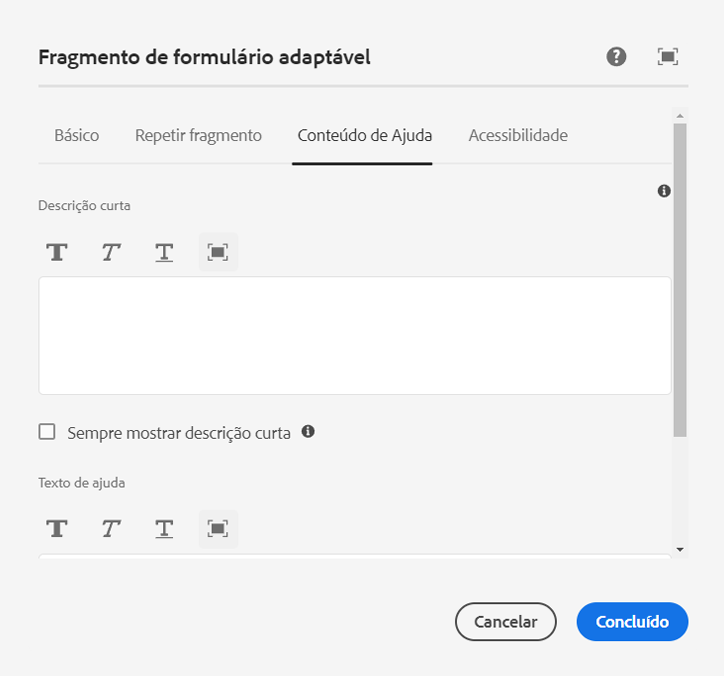 Fragmento de formulário adaptável
Básico Repetir fragmento Conteúdo de Ajuda Acessibilidade
Descrição curta
Sempre mostrar descrição curta
Texto de ajuda
Cancelar Concluído